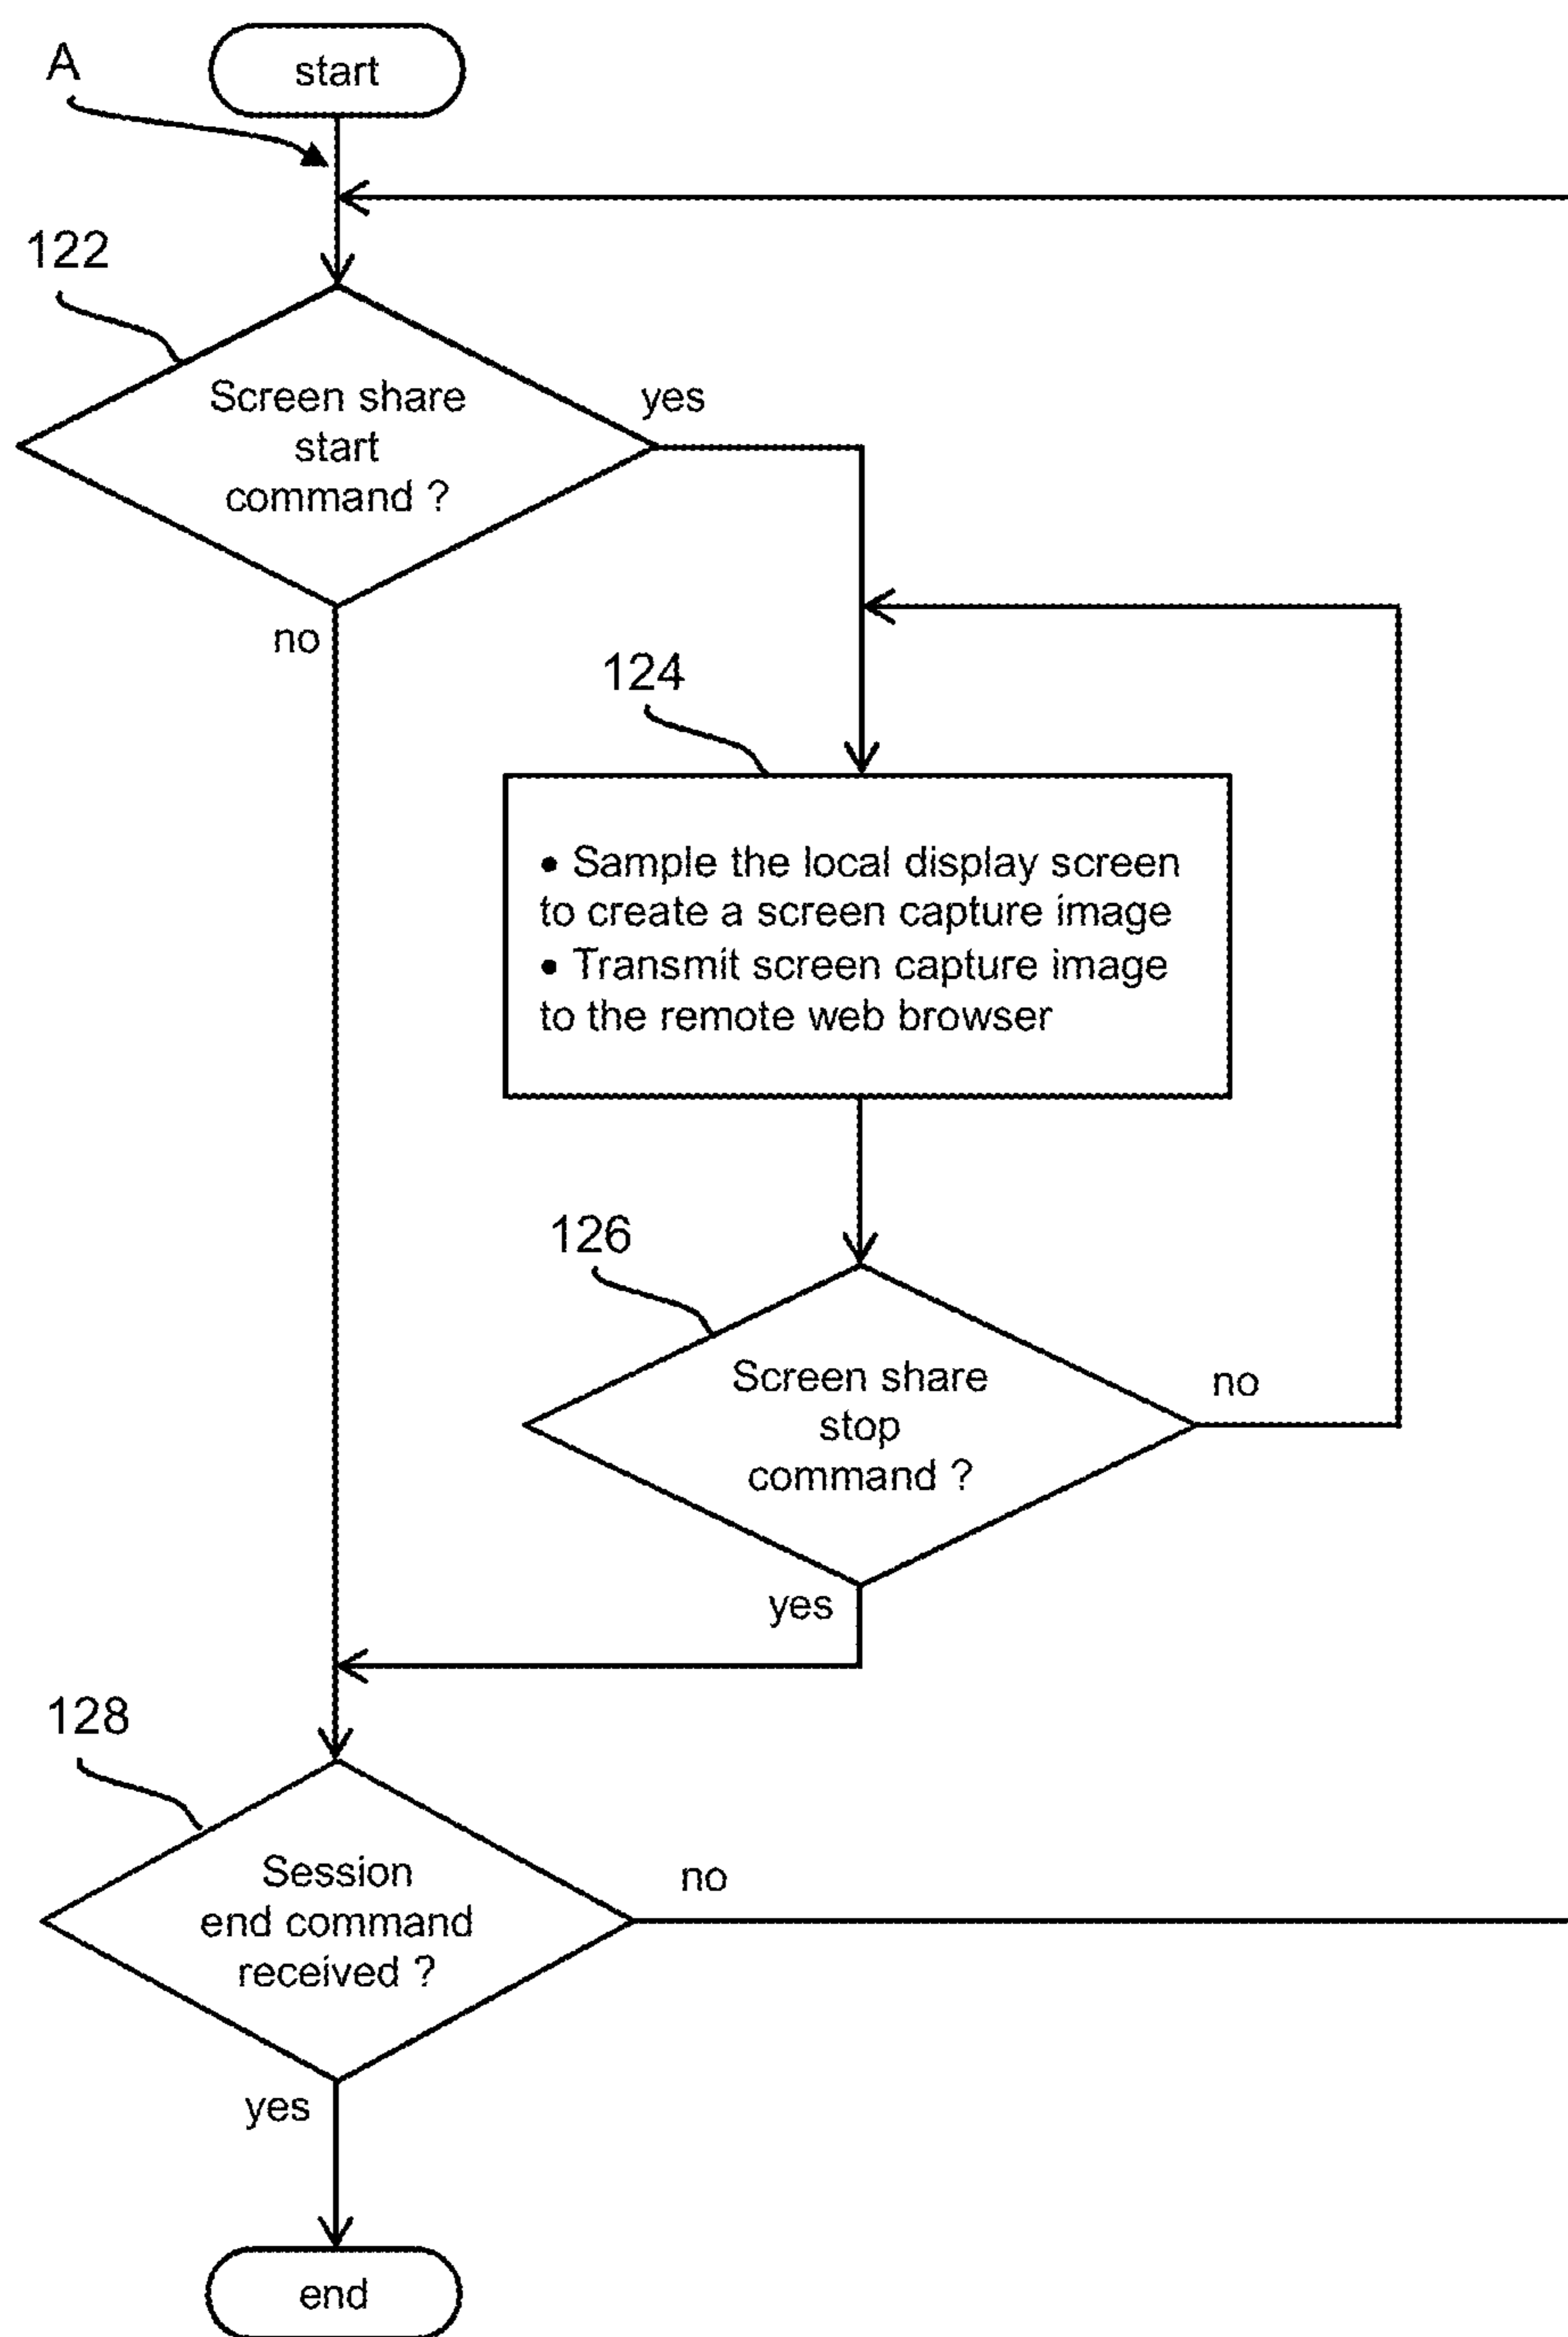 A
start
122
Screen share
start
command ?
yes
no
124
• Sample the local display screen
to create a screen capture image
• Transmit screen capture image
to the remote web browser
126
Screen share
stop
command ?
no
yes
128
Session
end command
received ?
no
yes
end